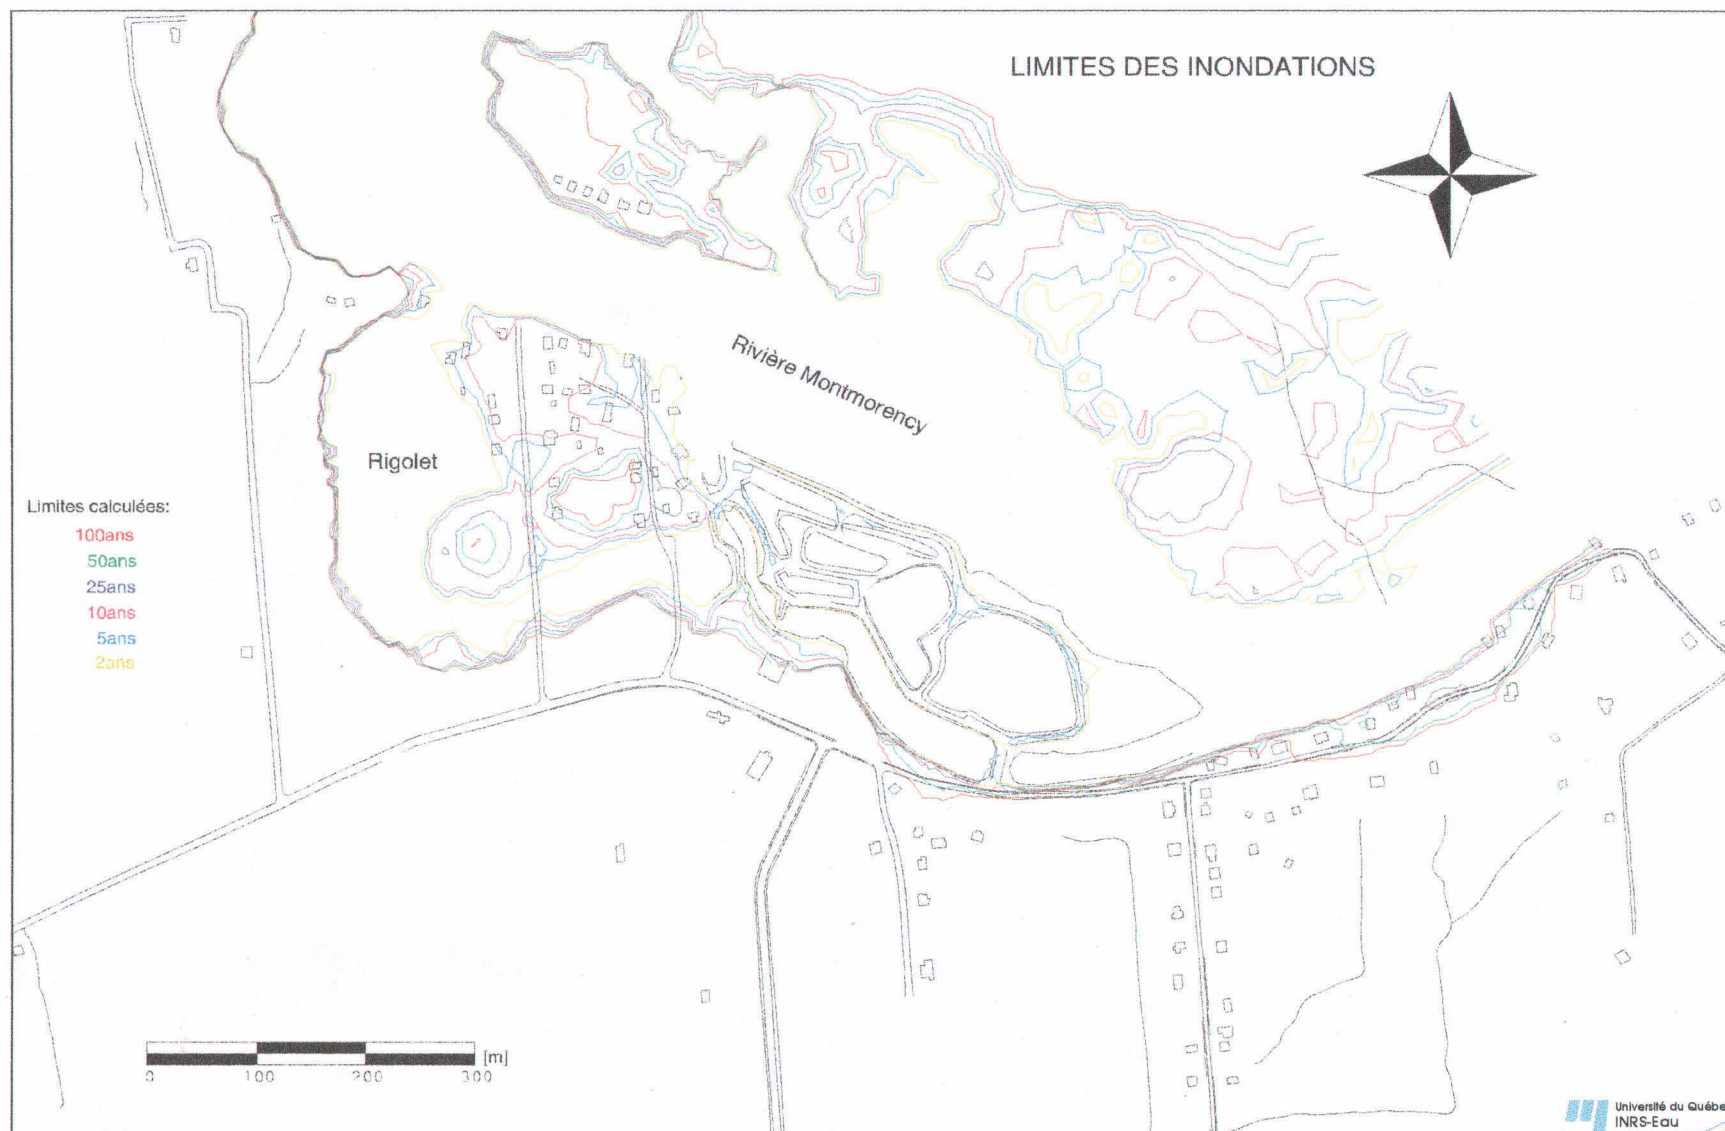 LIMITES DES INONDATIONS
Rivière Montmorency
Rigolet
Limites calculées:
100ans
50ans
25ans
10ans
5ans
2ans
[m]
0 100 200 300
Université du Québe
INRS-Eau